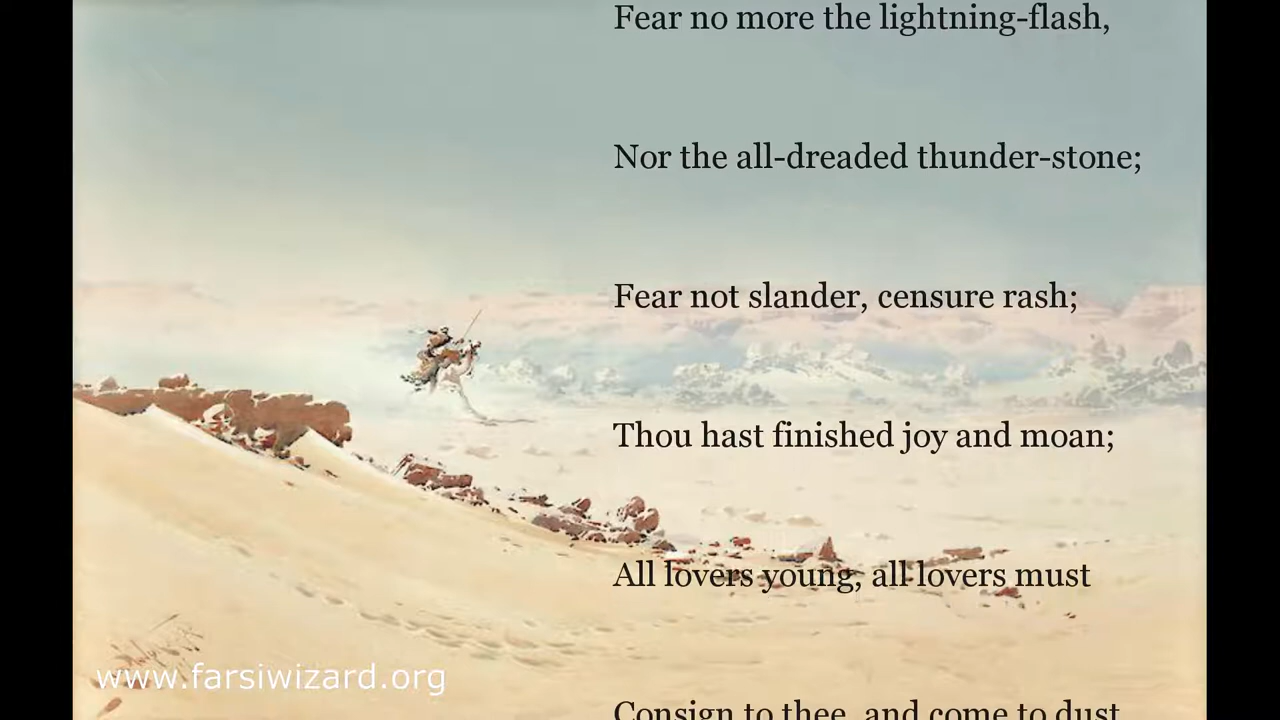 Fear no more the lightning-flash,
Nor the all-dreaded thunder-stone;
Fear not slander, censure rash;
Thou hast finished joy and moan;
All lovers young, all lovers must
Consign to thee, and come to dust
www.farsiwizard.org